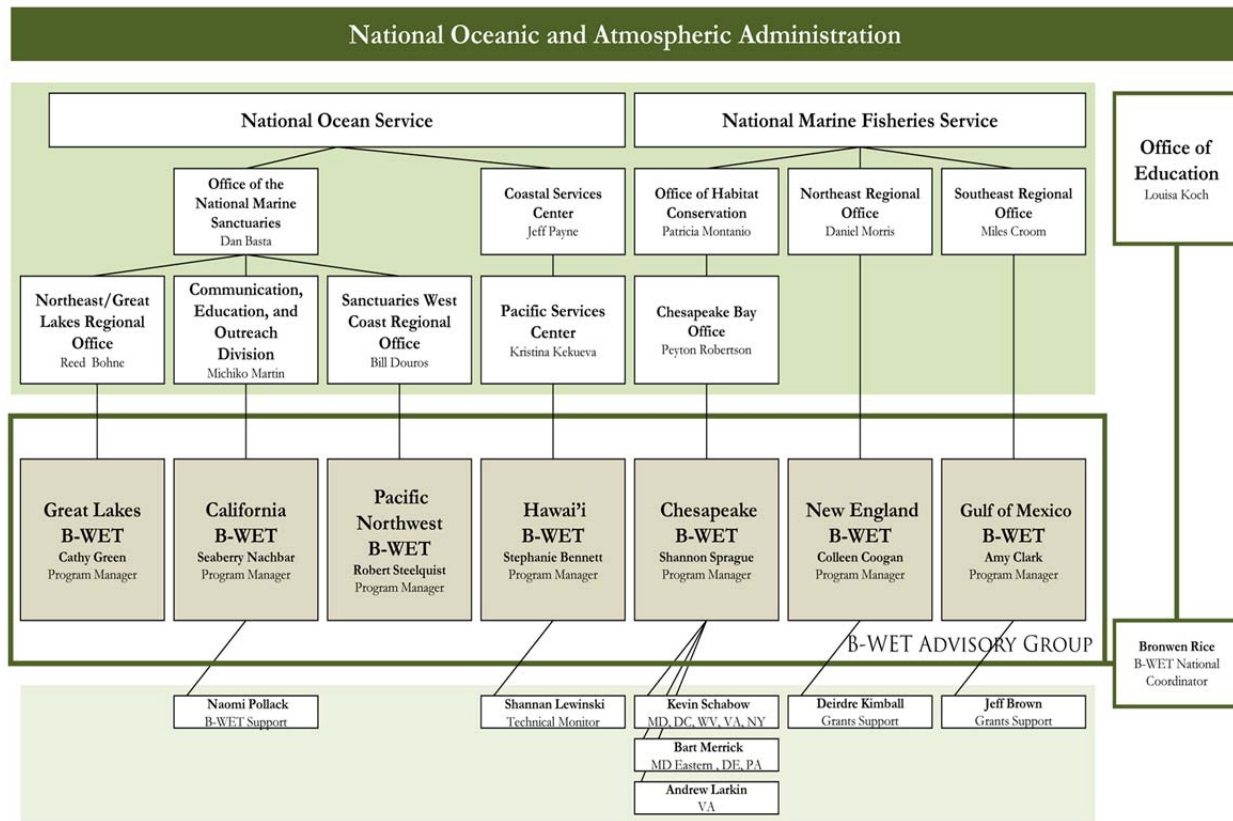 National Oceanic and Atmospheric Administration
National Ocean Service
National Marine Fisheries Service
Office of
Education
Louisa Koch
Office of the
National Marine
Sanctuaries
Dan Basta
Coastal Services
Center
Jeff Payne
Office of Habitat
Conservation
Patricia Montanio
Northeast Regional
Office
Daniel Morris
Southeast Regional
Office
Miles Croom
Northeast/Great
Lakes Regional
Office
Reed Bohne
Communication,
Education, and
Outreach
Division
Michiko Martin
Sanctuaries West
Coast Regional
Office
Bill Douros
Pacific Services
Center
Kristina Kekueva
Chesapeake Bay
Office
Peyton Robertson
Great Lakes
B-WET
Cathy Green
Program Manager
California
B-WET
Seaberry Nachbar
Program Manager
Pacific
Northwest
B-WET
Robert Steelquist
Program Manager
Hawai'i
B-WET
Stephanie Bennett
Program Manager
Chesapeake
B-WET
Shannon Sprague
Program Manager
New England
B-WET
Colleen Coogan
Program Manager
Gulf of Mexico
B-WET
Amy Clark
Program Manager
B-WET ADVISORY GROUP
Bronwen Rice
B-WET National
Coordinator
Naomi Pollack
B-WET Support
Shannan Lewinski
Technical Monitor
Kevin Schabow
MD, DC, WV, VA, NY
Bart Merrick
MD Eastern , DE, PA
Andrew Larkin
VA
Deirdre Kimball
Grants Support
Jeff Brown
Grants Support